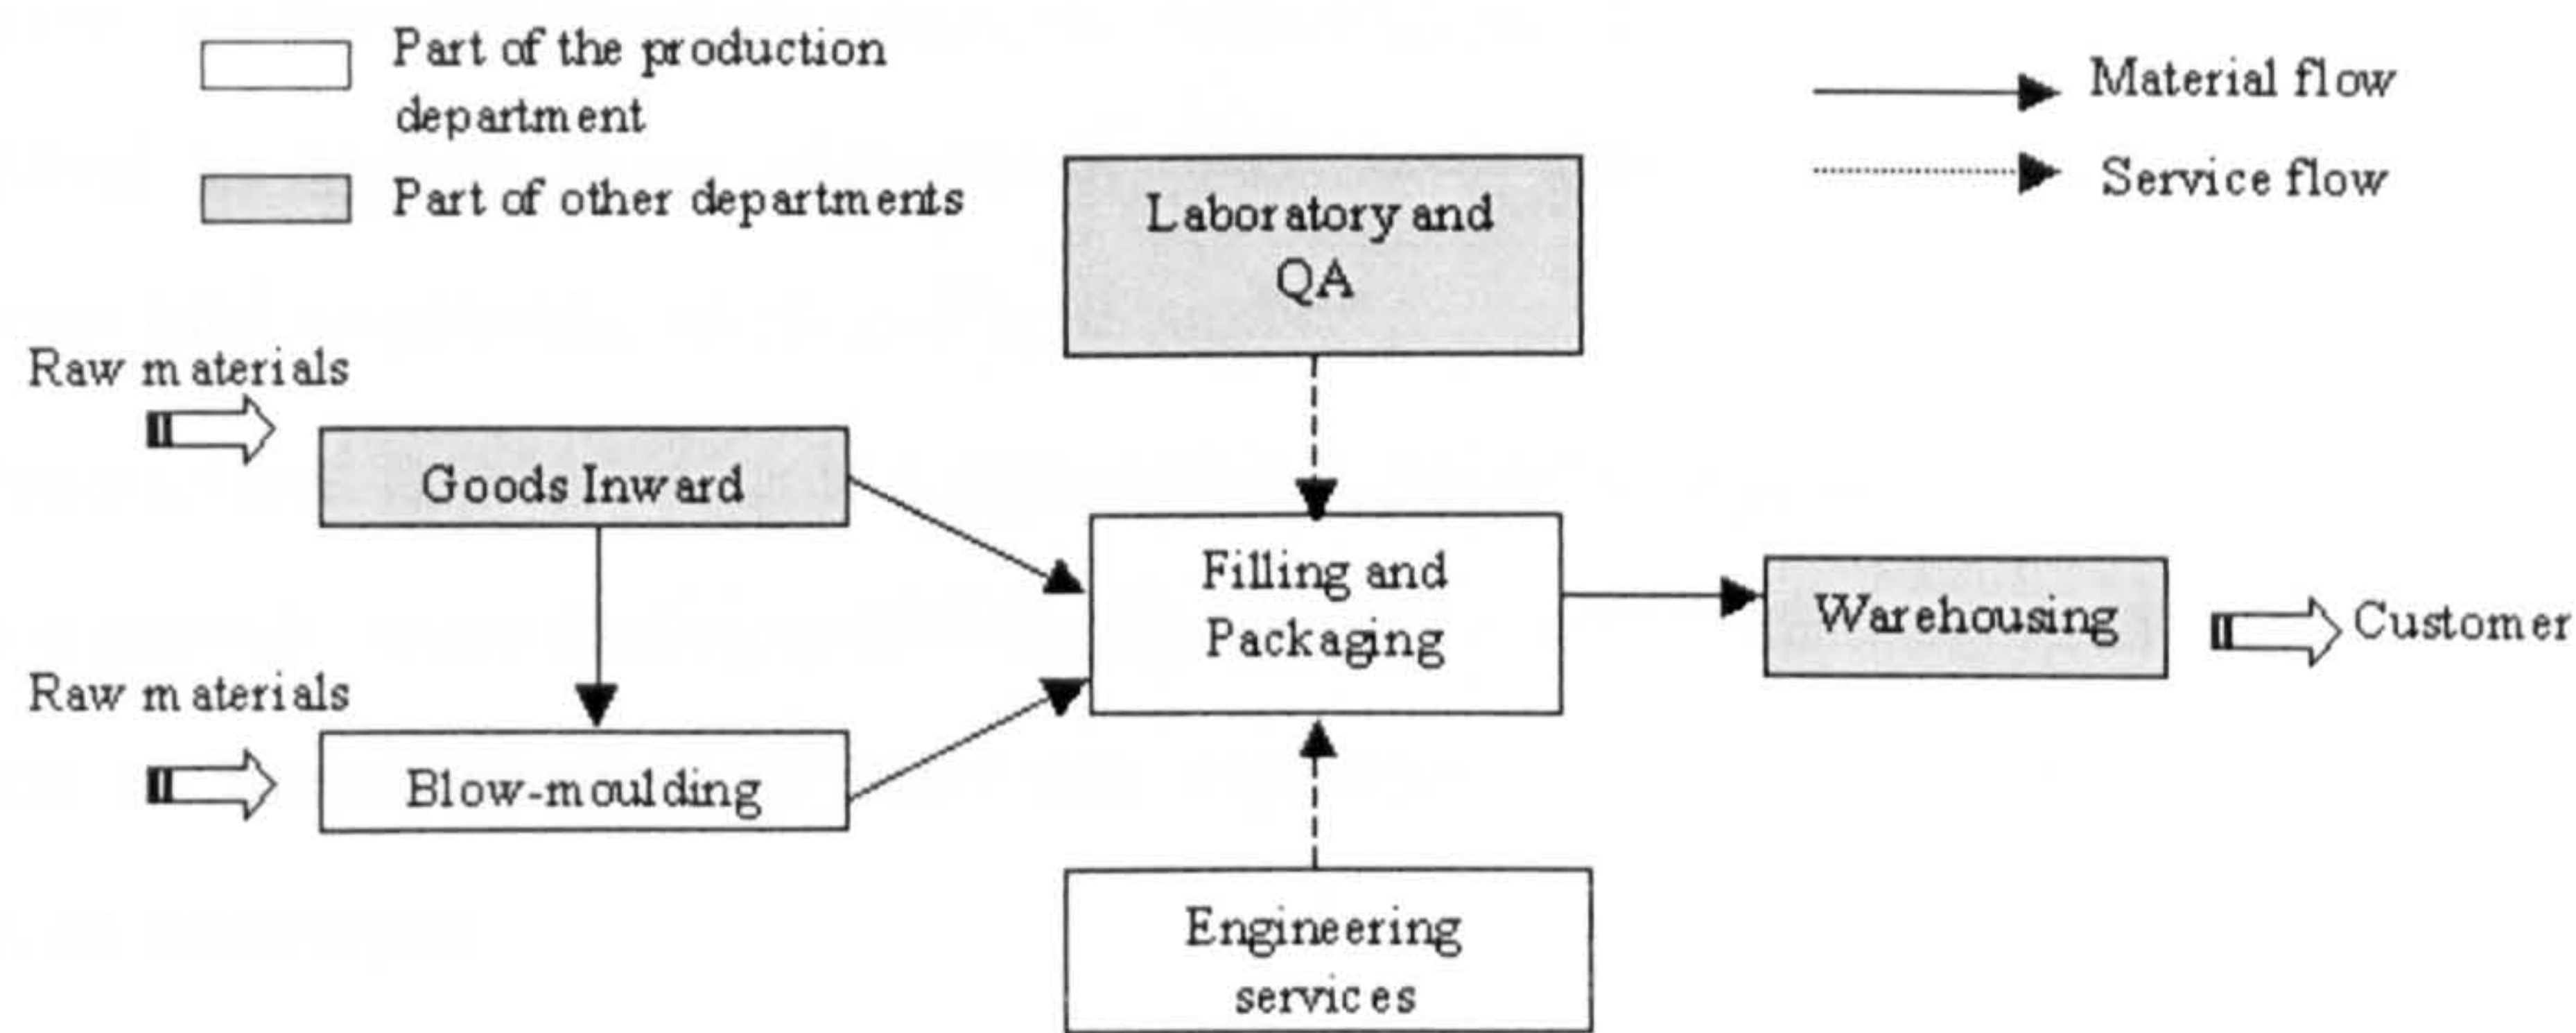 Part of the production
department
Part of other departments
Material flow
Service flow
Laboratory and
QA
Raw materials
Goods Inward
Filling and
Packaging
Warehousing
Customer
Raw materials
Blow-moulding
Engineering
services